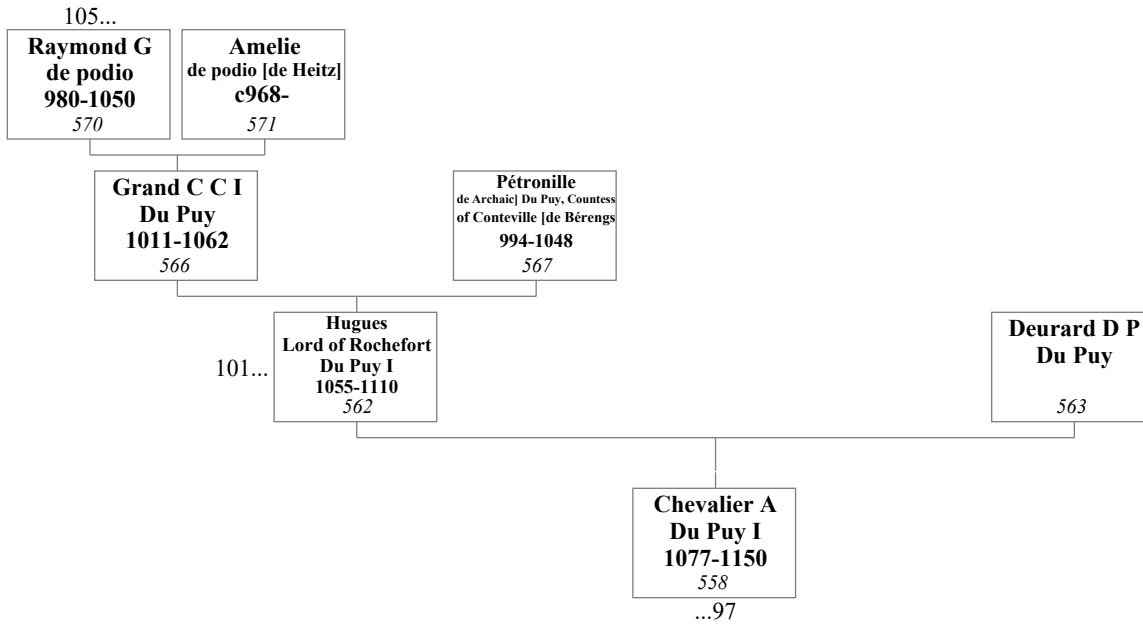 105...
Raymond G
de podio
980-1050
570
Amelie
de podio [de Heitz]
c968-
571
Grand C C I
Du Puy
1011-1062
566
Pétronille
de Archaic] Du Puy, Countess
of Conteville [de Bérengs
994-1048
567
101...
Hugues
Lord of Rochefort
Du Puy I
1055-1110
562
Deurard D P
Du Puy
563
Chevalier A
Du Puy I
1077-1150
558
...97